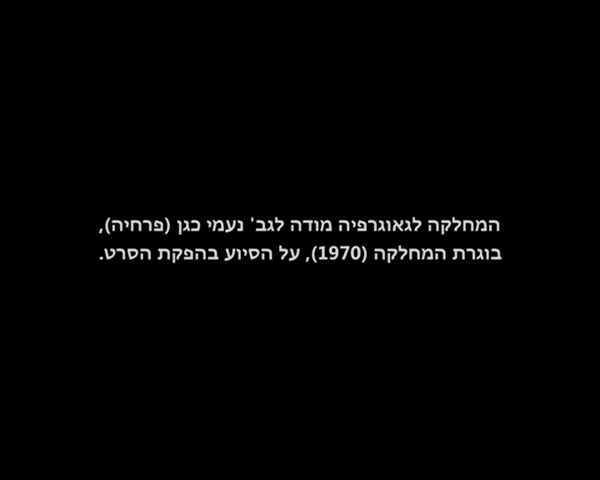 המחלקה לגאוגרפיה מודה לגב' נעמי כגן (פרחיה),
בוגרת המחלקה (1970), על הסיוע בהפקת הסרט.